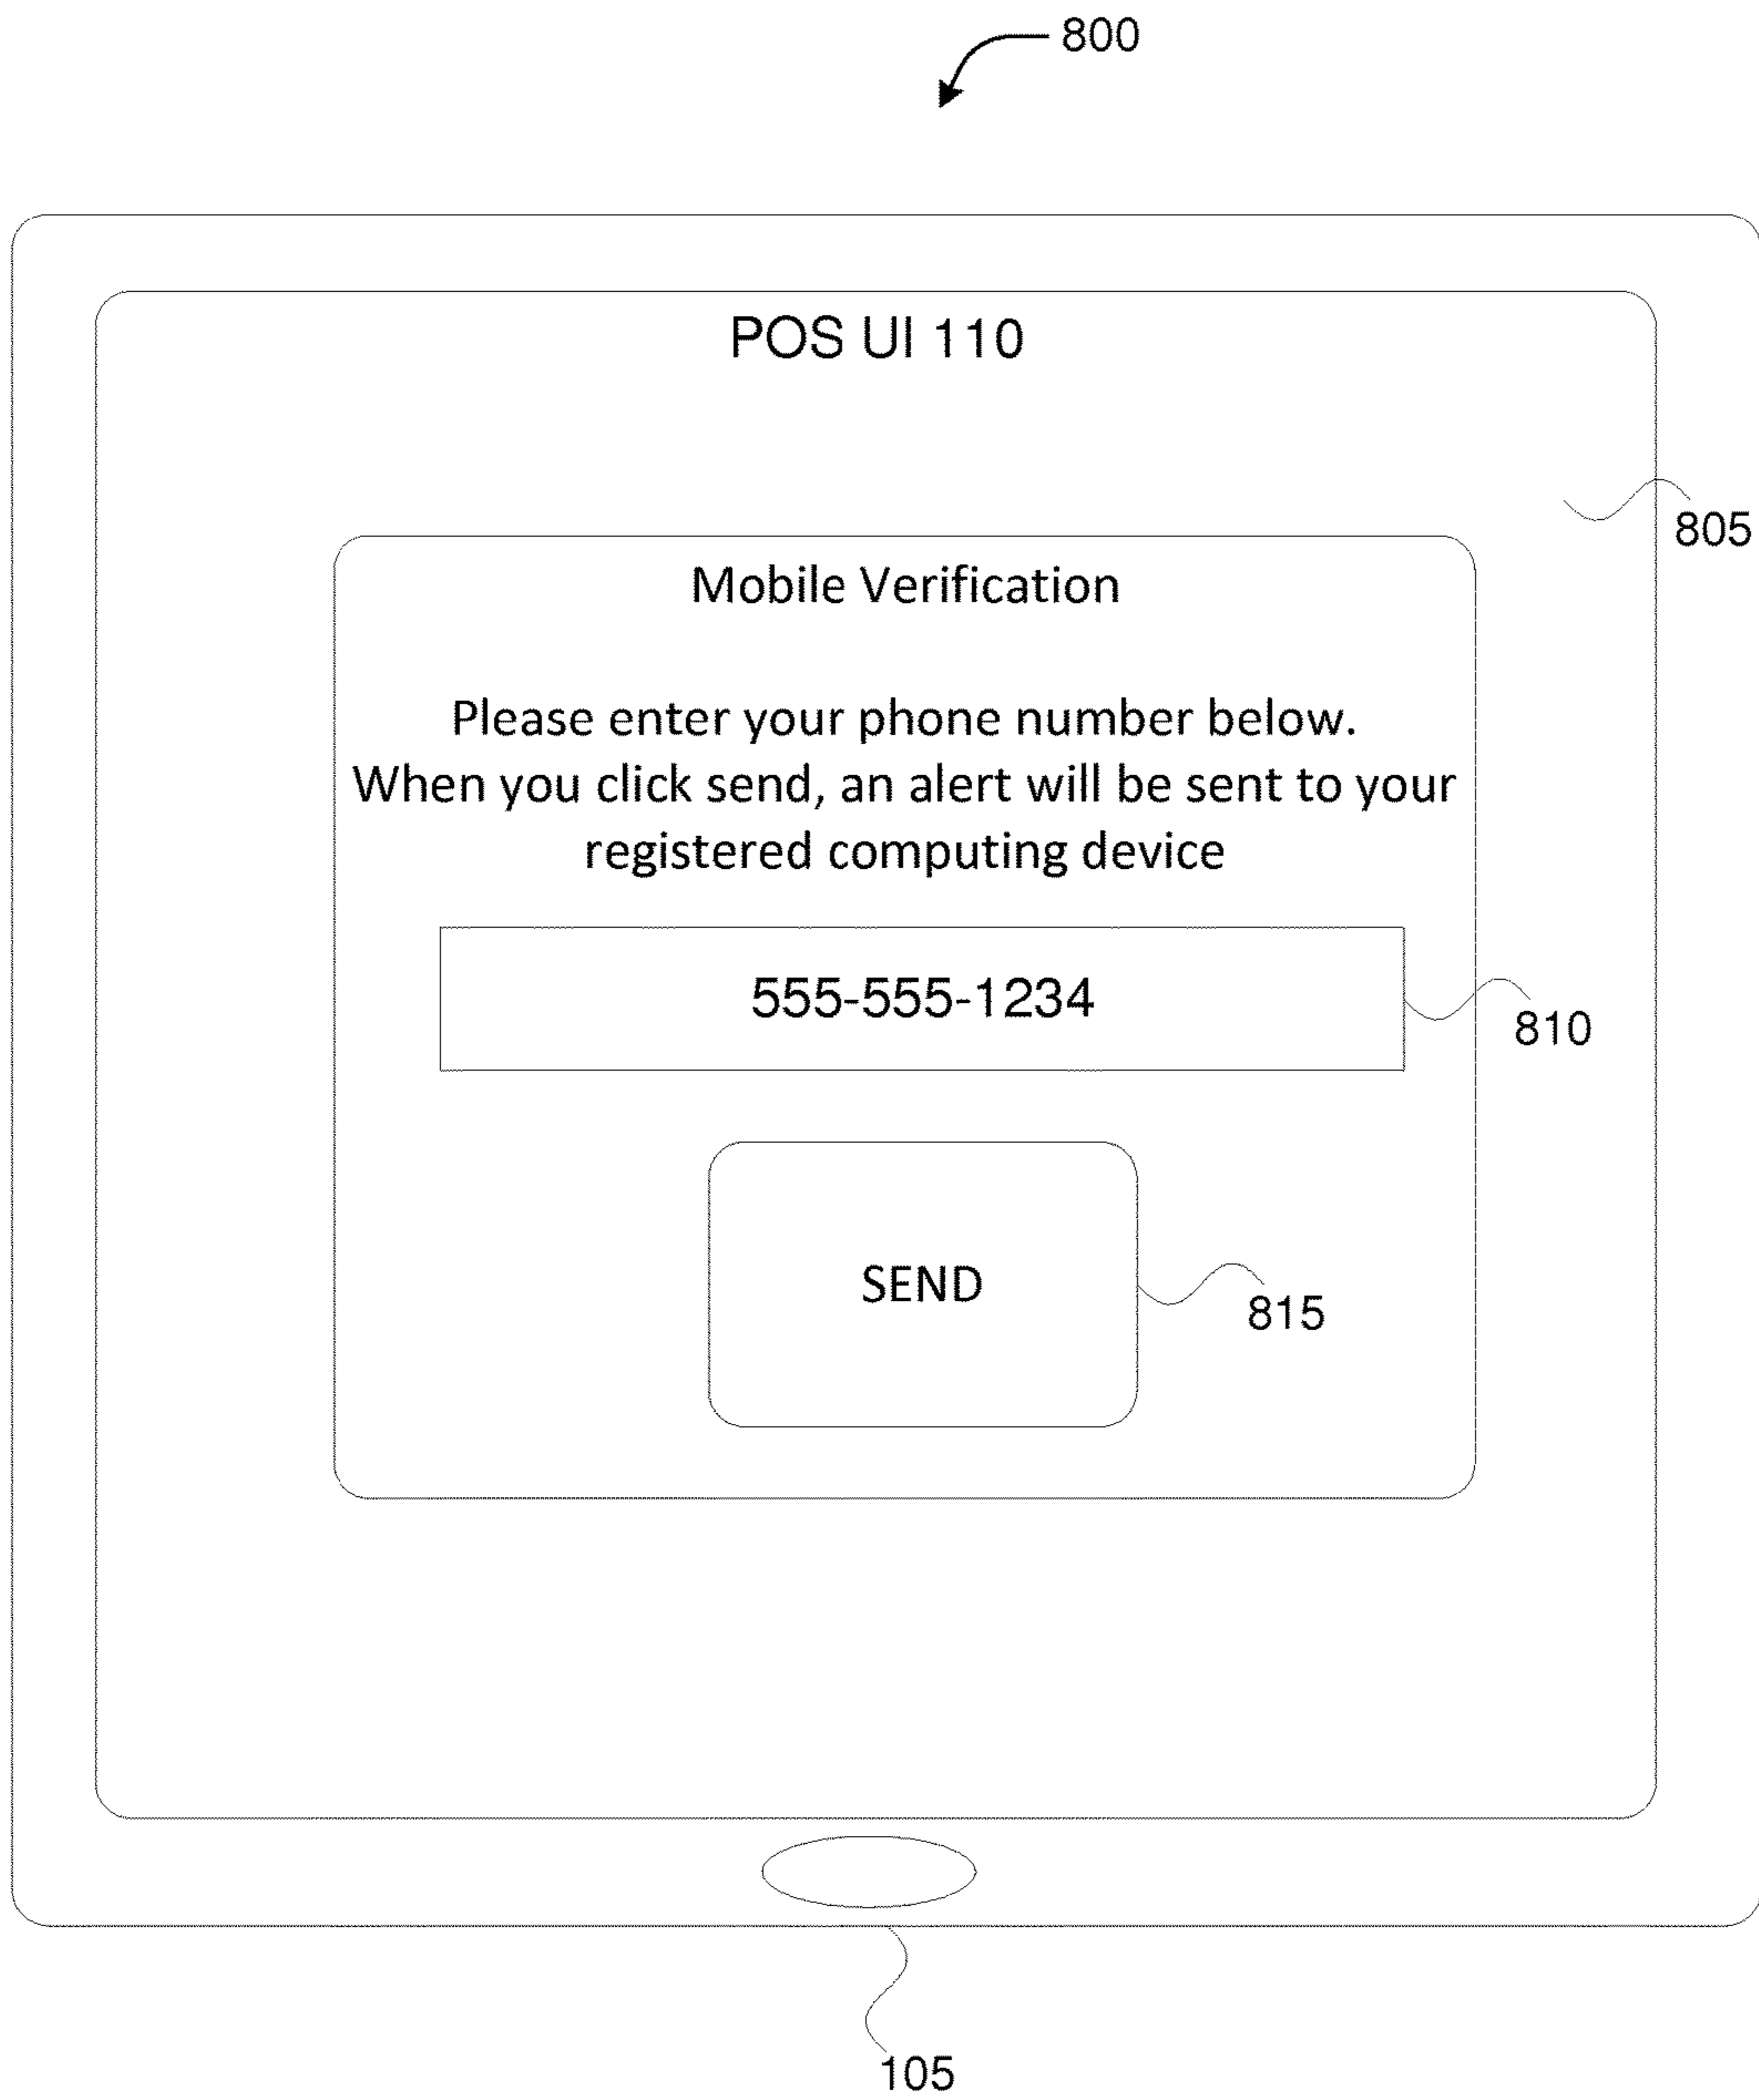 800
POS UI 110
805
Mobile Verification
Please enter your phone number below.
When you click send, an alert will be sent to your
registered computing device
555-555-1234
810
SEND
815
105